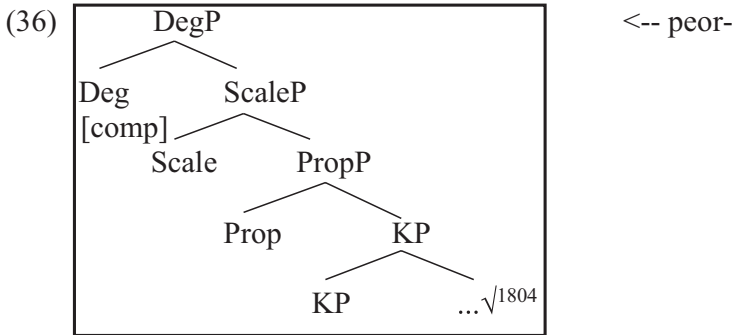 (36) DegP <-- peor-
Deg ScaleP
[comp]
Scale PropP
Prop KP
KP ...√1804